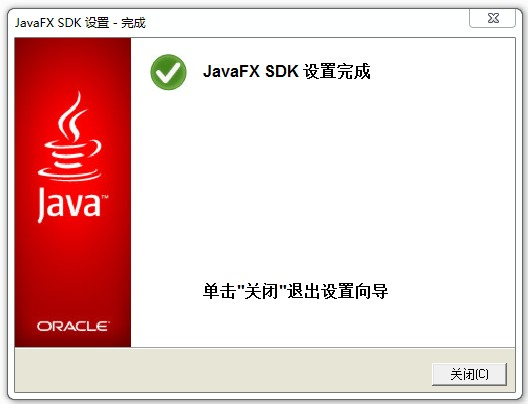 JavaFX SDK 设置 - 完成
JavaFX SDK 设置完成
Java™
单击"关闭"退出设置向导
ORACLE
关闭(C)